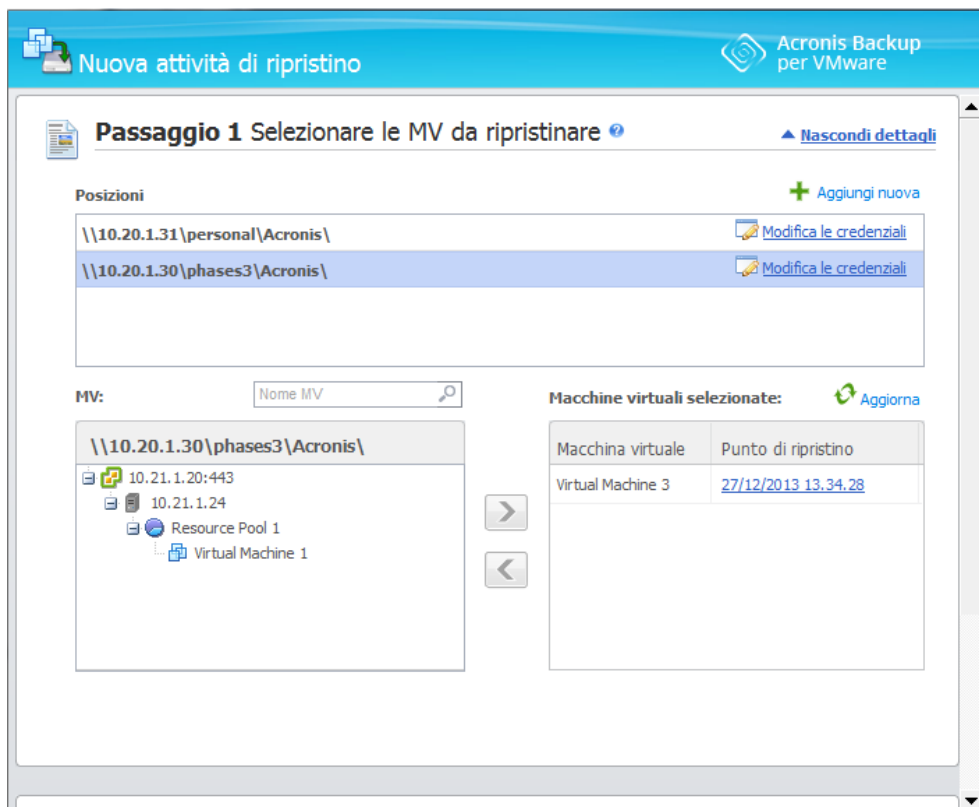 Nuova attività di ripristino
Acronis Backup
per VMware
Passaggio 1 Selezionare le MV da ripristinare
Nascondi dettagli
Posizioni
Aggiungi nuova
\\10.20.1.31\personal\Acronis\
Modifica le credenziali
\\10.20.1.30\phases3\Acronis\
Modifica le credenziali
MV:
Nome MV
Macchine virtuali selezionate:
Aggiorna
\\10.20.1.30\phases3\Acronis\
10.21.1.20:443
10.21.1.24
Resource Pool 1
Virtual Machine 1
Macchina virtuale
Punto di ripristino
Virtual Machine 3
27/12/2013 13.34.28